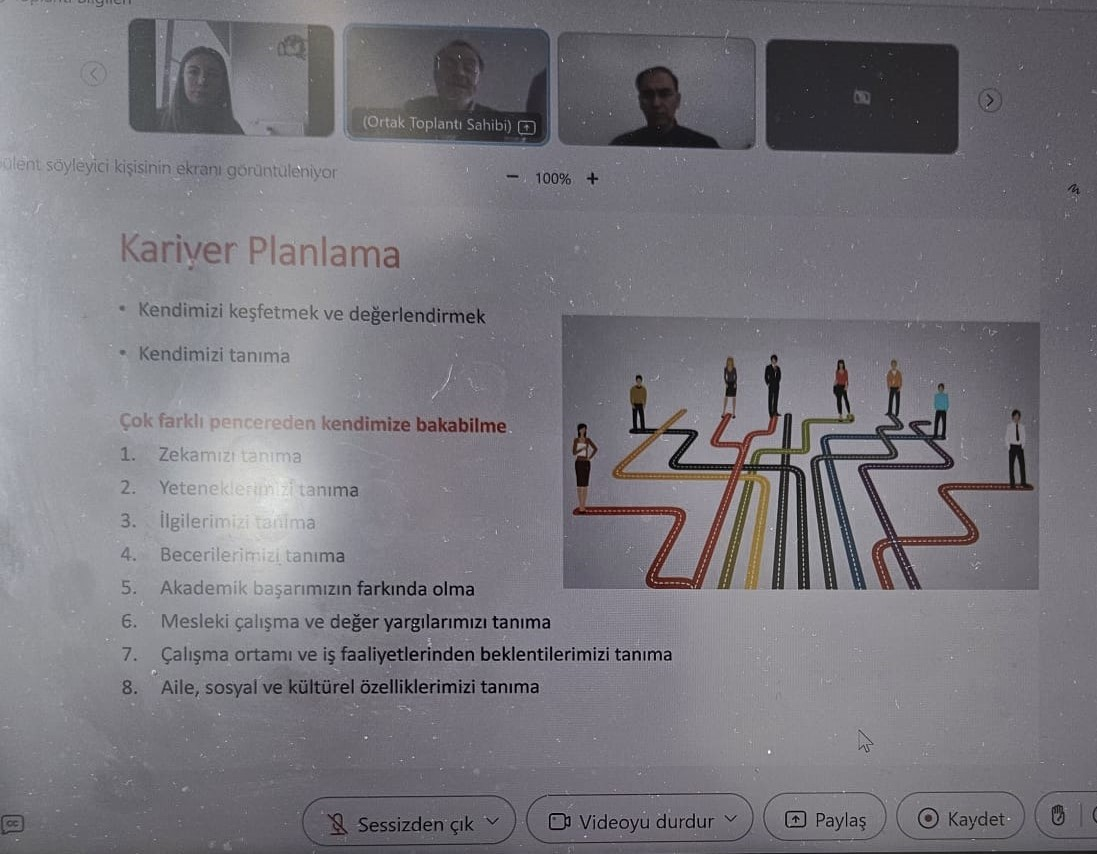 (Ortak Toplantı Sahibi)
söyleyici kişisinin ekranı görüntüleniyor
− 100% +
Kariyer Planlama
• Kendimizi keşfetmek ve değerlendirmek
• Kendimizi tanıma
Çok farklı pencereden kendimize bakabilme
1. Zekamızı tanıma
2. Yeteneklerimizi tanıma
3. İlgilerimizi tanıma
4. Becerilerimizi tanıma
5. Akademik başarımızın farkında olma
6. Mesleki çalışma ve değer yargılarımızı tanıma
7. Çalışma ortamı ve iş faaliyetlerinden beklentilerimizi tanıma
8. Aile, sosyal ve kültürel özelliklerimizi tanıma
CC Sessizden çık Videoyu durdur Paylaş Kaydet